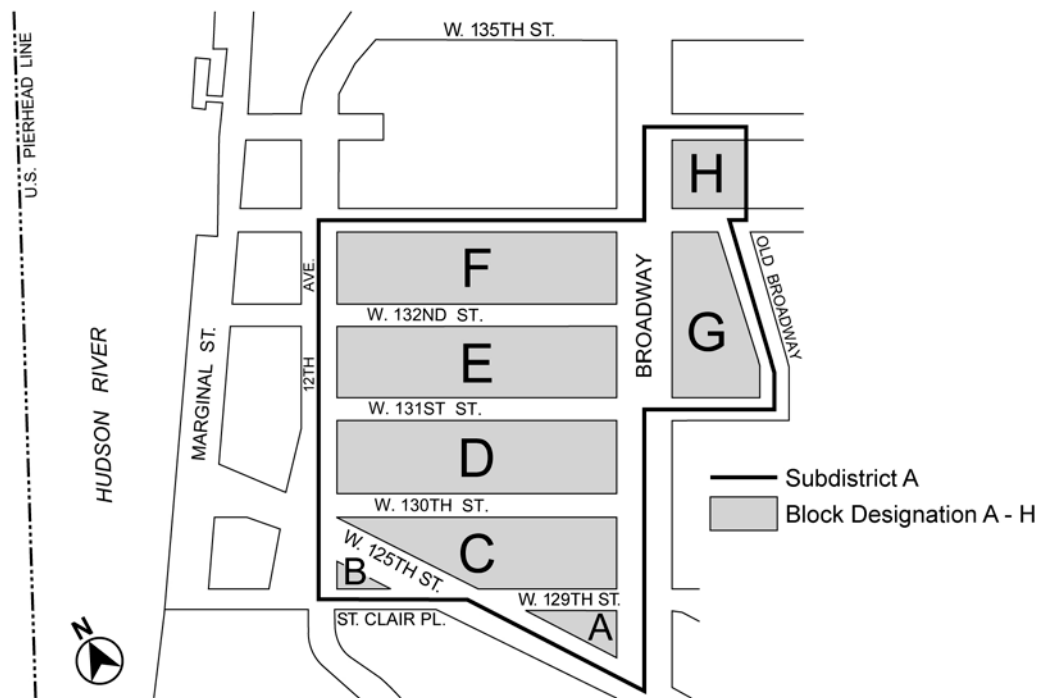 W. 135TH ST.
U.S. PIERHEAD LINE
H
AVE.
F
BROADWAY
OLD BROADWAY
W. 132ND ST.
G
HUDSON RIVER
MARGINAL ST.
12TH
E
W. 131ST ST.
D
Subdistrict A
W. 130TH ST.
Block Designation A - H
C
W. 125TH ST.
B
W. 129TH ST.
ST. CLAIR PL.
A
N